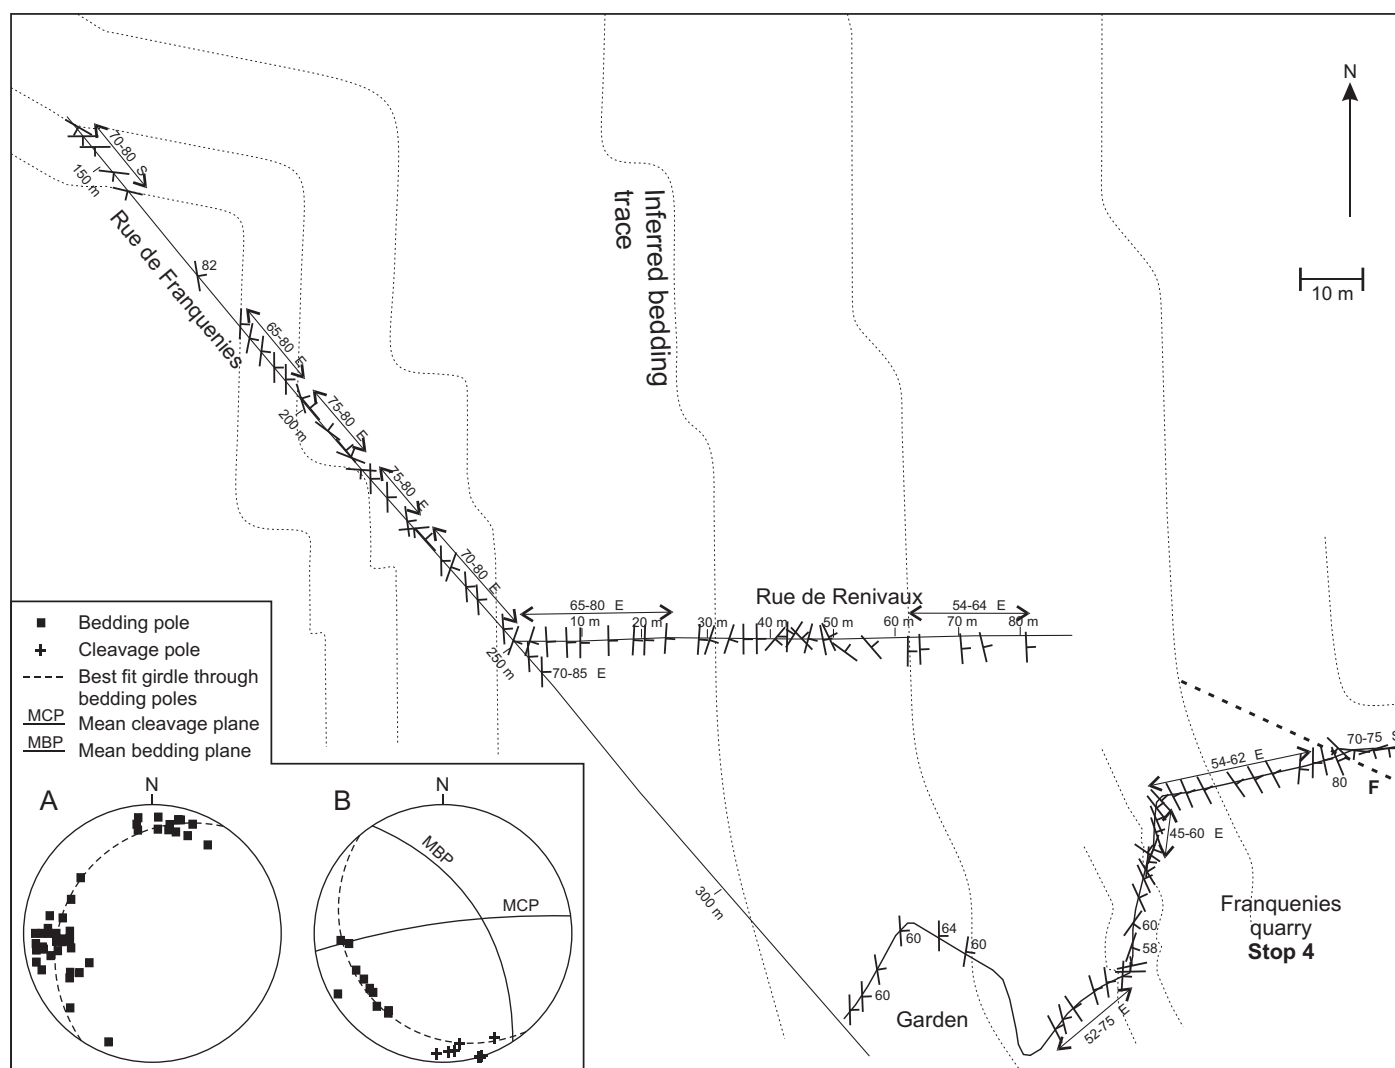 N
10 m
70-80 S
150 m
Rue de Franquenies
82
65-80 E
200 m
75-80 E
75-80 E
70-80 E
250 m
Inferred bedding
trace
Rue de Renivaux
65-80 E
54-64 E
10 m
20 m
30 m
40 m
50 m
60 m
70 m
80 m
70-85 E
300 m
54-62 E
70-75 S
80
F
45-60 E
60
58
Franquenies
quarry
Stop 4
60
64
60
60
Garden
52-75 E
Bedding pole
Cleavage pole
Best fit girdle through
bedding poles
MCP Mean cleavage plane
MBP Mean bedding plane
A
N
B
N
MBP
MCP